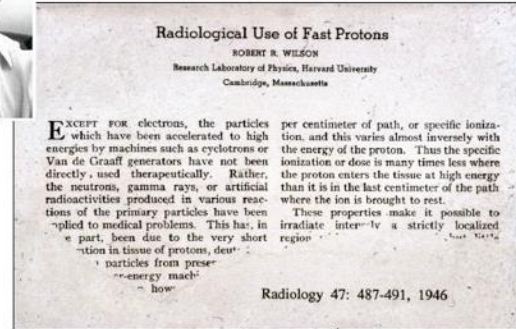 Radiological Use of Fast Protons
ROBERT R. WILSON
Research Laboratory of Physics, Harvard University
Cambridge, Massachusetts
EXCEPT FOR electrons, the particles
which have been accelerated to high
energies by machines such as cyclotrons or
Van de Graaff generators have not been
directly used therapeutically. Rather,
the neutrons, gamma rays, or artificial
radioactivities produced in various reac-
tions of the primary particles have been
applied to medical problems. This has, in
part, been due to the very short
in tissue of protons,
particles from
how
per centimeter of path, or specific ioniza-
tion, and this varies almost inversely with
the energy of the proton. Thus the specific
ionization or dose is many times less where
the proton enters the tissue at high energy
than it is in the last centimeter of the path
where the ion is brought to rest.
These properties make it possible to
irradiate a strictly localized
region
Radiology 47: 487-491, 1946